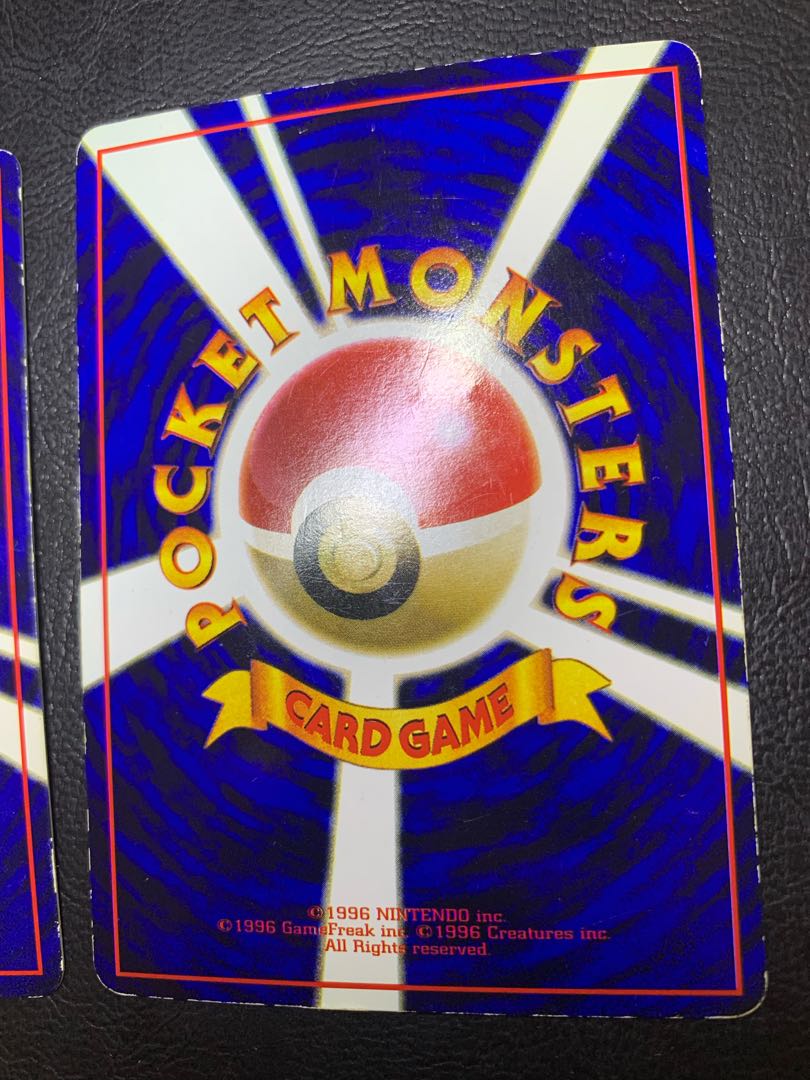 POCKET MONSTERS
CARD GAME
©1996 NINTENDO inc.
©1996 GameFreak inc. ©1996 Creatures inc.
All Rights reserved.